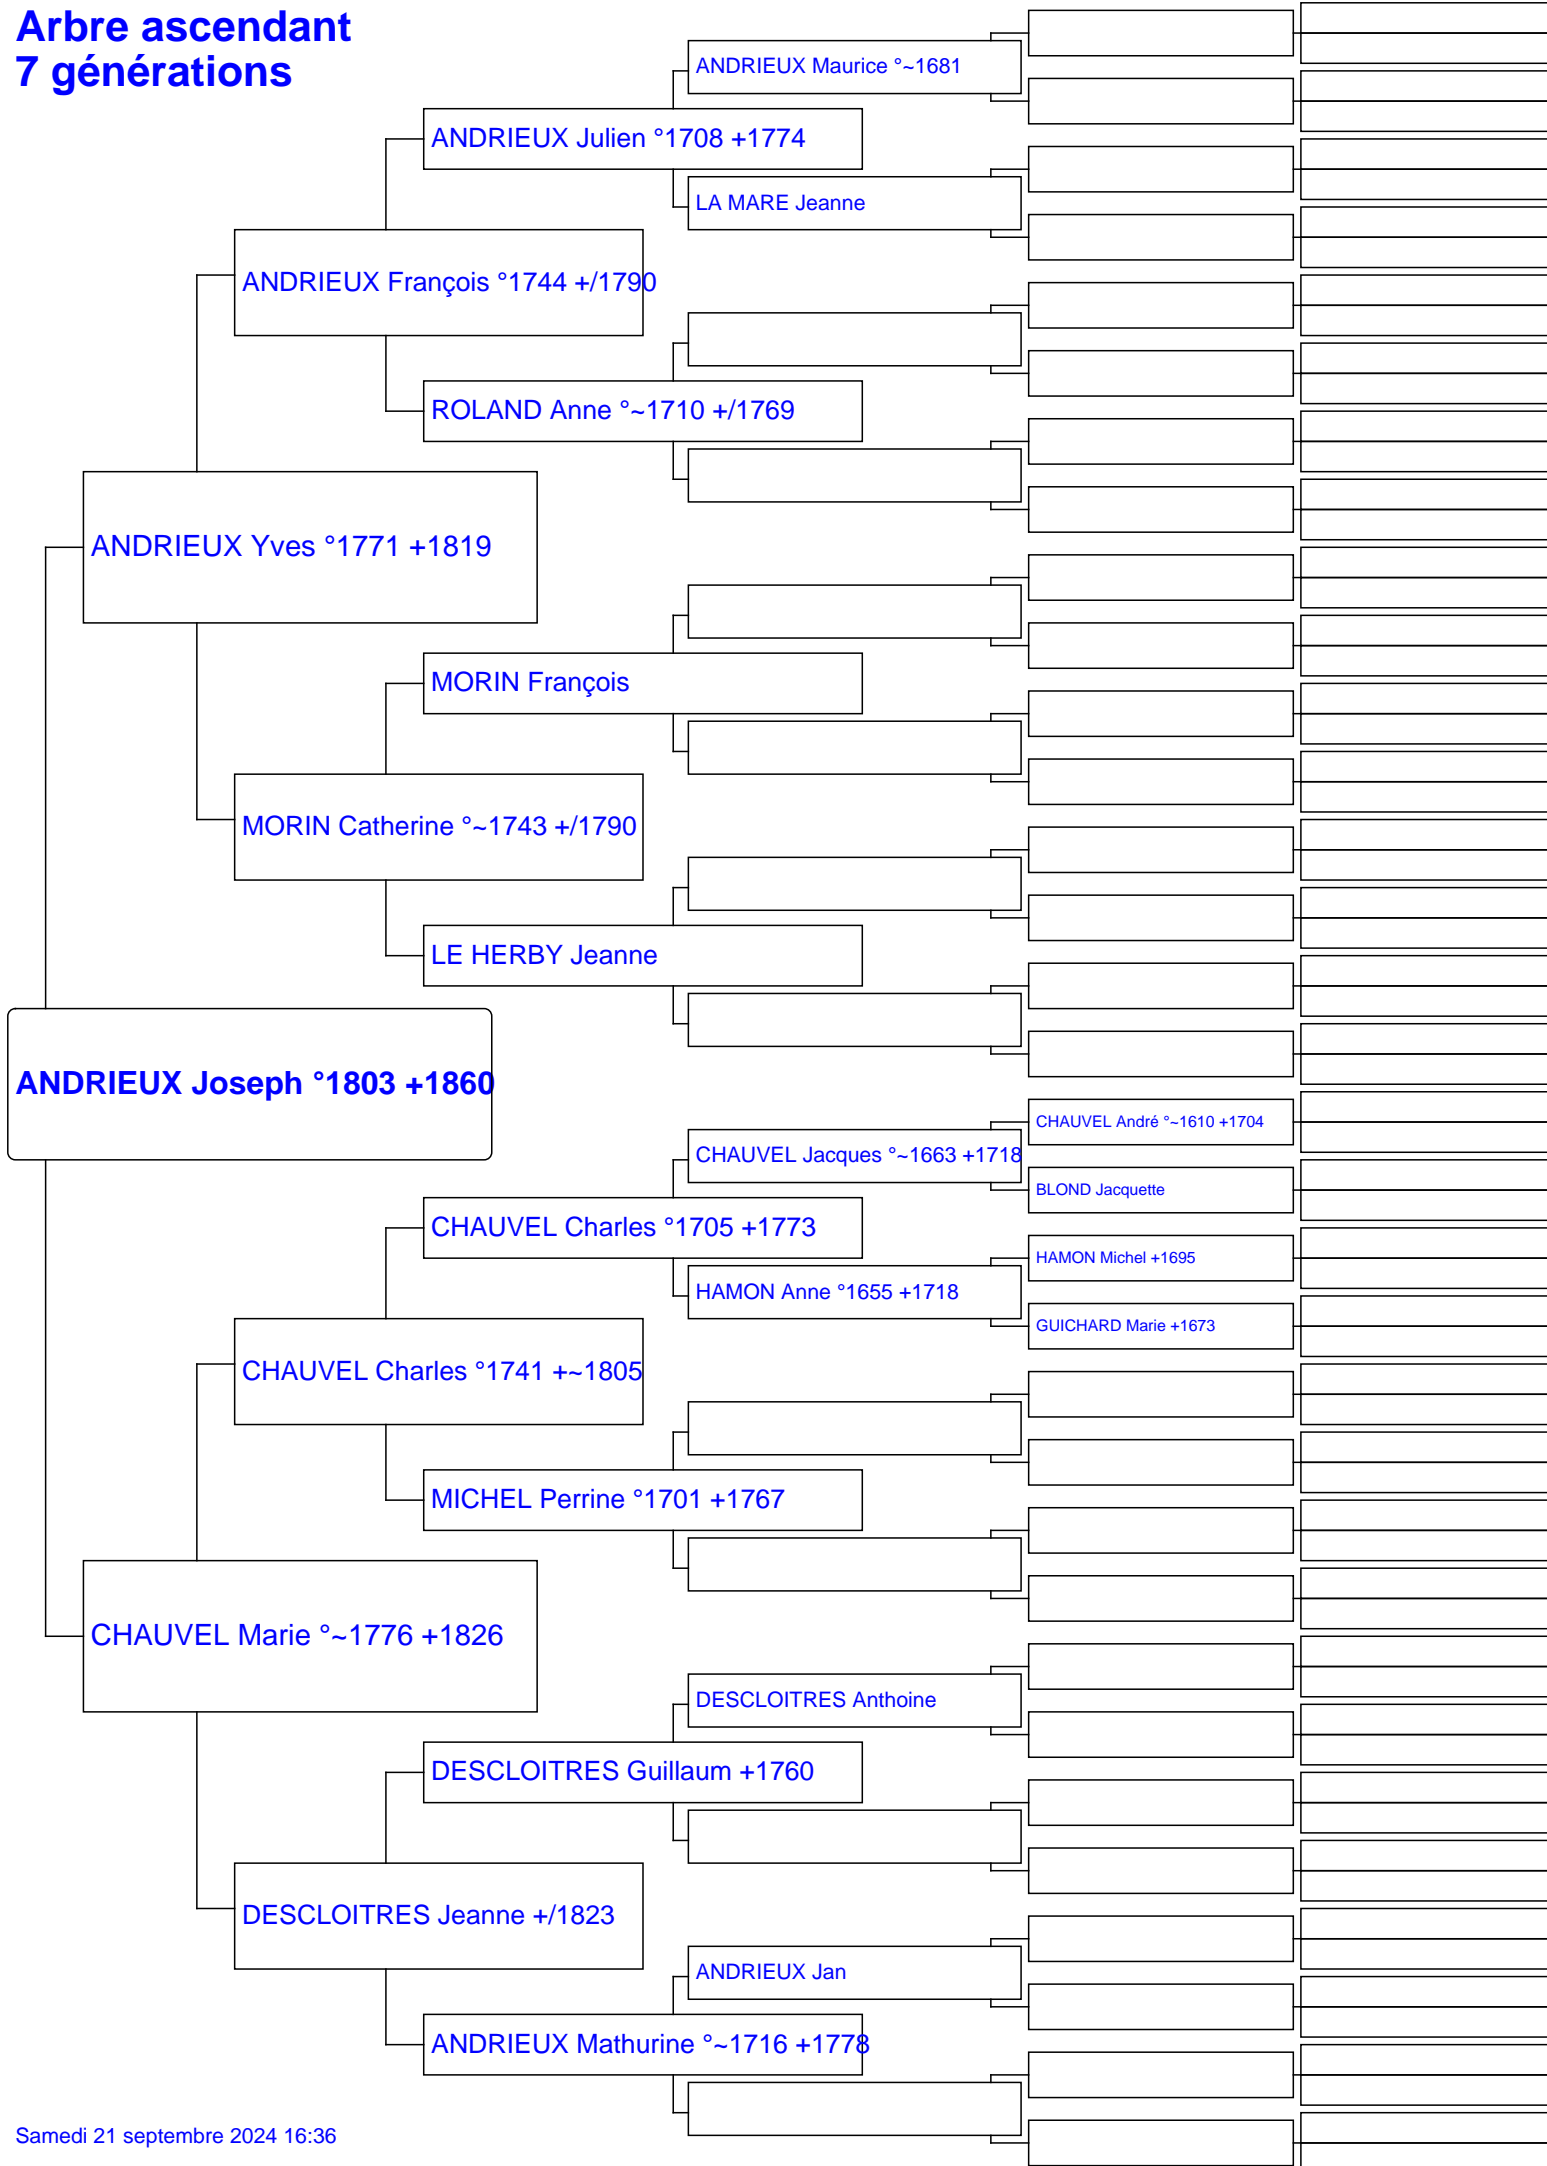 Arbre ascendant
7 générations
ANDRIEUX Maurice °~1681
ANDRIEUX Julien °1708 +1774
LA MARE Jeanne
ANDRIEUX François °1744 +/1790
ROLAND Anne °~1710 +/1769
ANDRIEUX Yves °1771 +1819
MORIN François
MORIN Catherine °~1743 +/1790
LE HERBY Jeanne
ANDRIEUX Joseph °1803 +1860
CHAUVEL André °~1610 +1704
CHAUVEL Jacques °~1663 +1718
BLOND Jacquette
CHAUVEL Charles °1705 +1773
HAMON Michel +1695
HAMON Anne °1655 +1718
GUICHARD Marie +1673
CHAUVEL Charles °1741 +~1805
MICHEL Perrine °1701 +1767
CHAUVEL Marie °~1776 +1826
DESCLOITRES Anthoine
DESCLOITRES Guillaum +1760
DESCLOITRES Jeanne +/1823
ANDRIEUX Jan
ANDRIEUX Mathurine °~1716 +1778
Samedi 21 septembre 2024 16:36